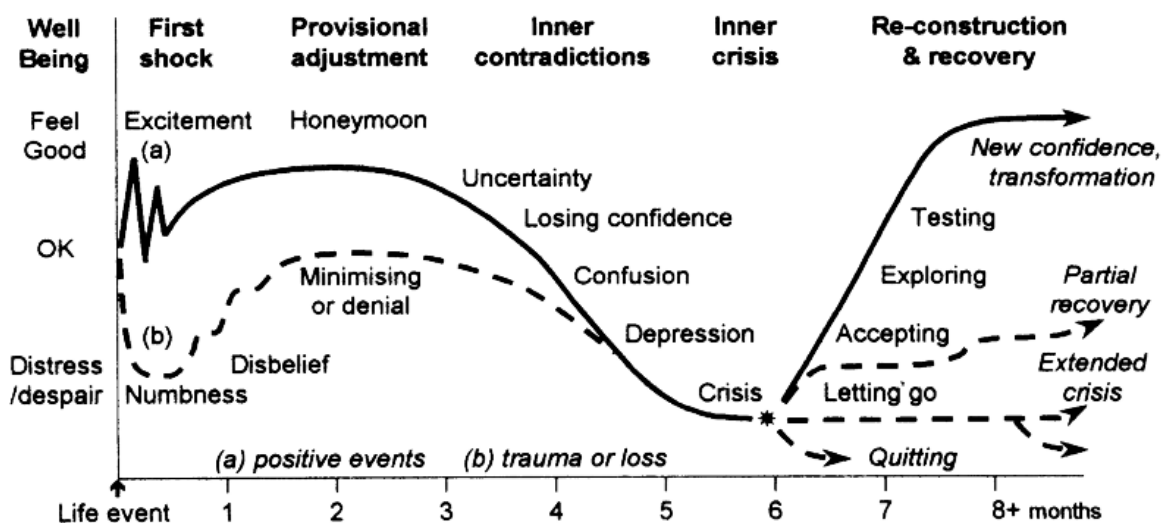 Well First Provisional Inner Inner Re-construction
Being shock adjustment contradictions crisis & recovery
Feel Excitement Honeymoon
Good (a)
New confidence,
transformation
Uncertainty
Losing confidence
Testing
OK
Minimising
or denial
Confusion
Exploring
Partial
recovery
(b)
Depression
Accepting
Distress
/despair
Disbelief
Numbness
Crisis
Letting go
Extended
crisis
(a) positive events (b) trauma or loss
Quitting
Life event 1 2 3 4 5 6 7 8+ months